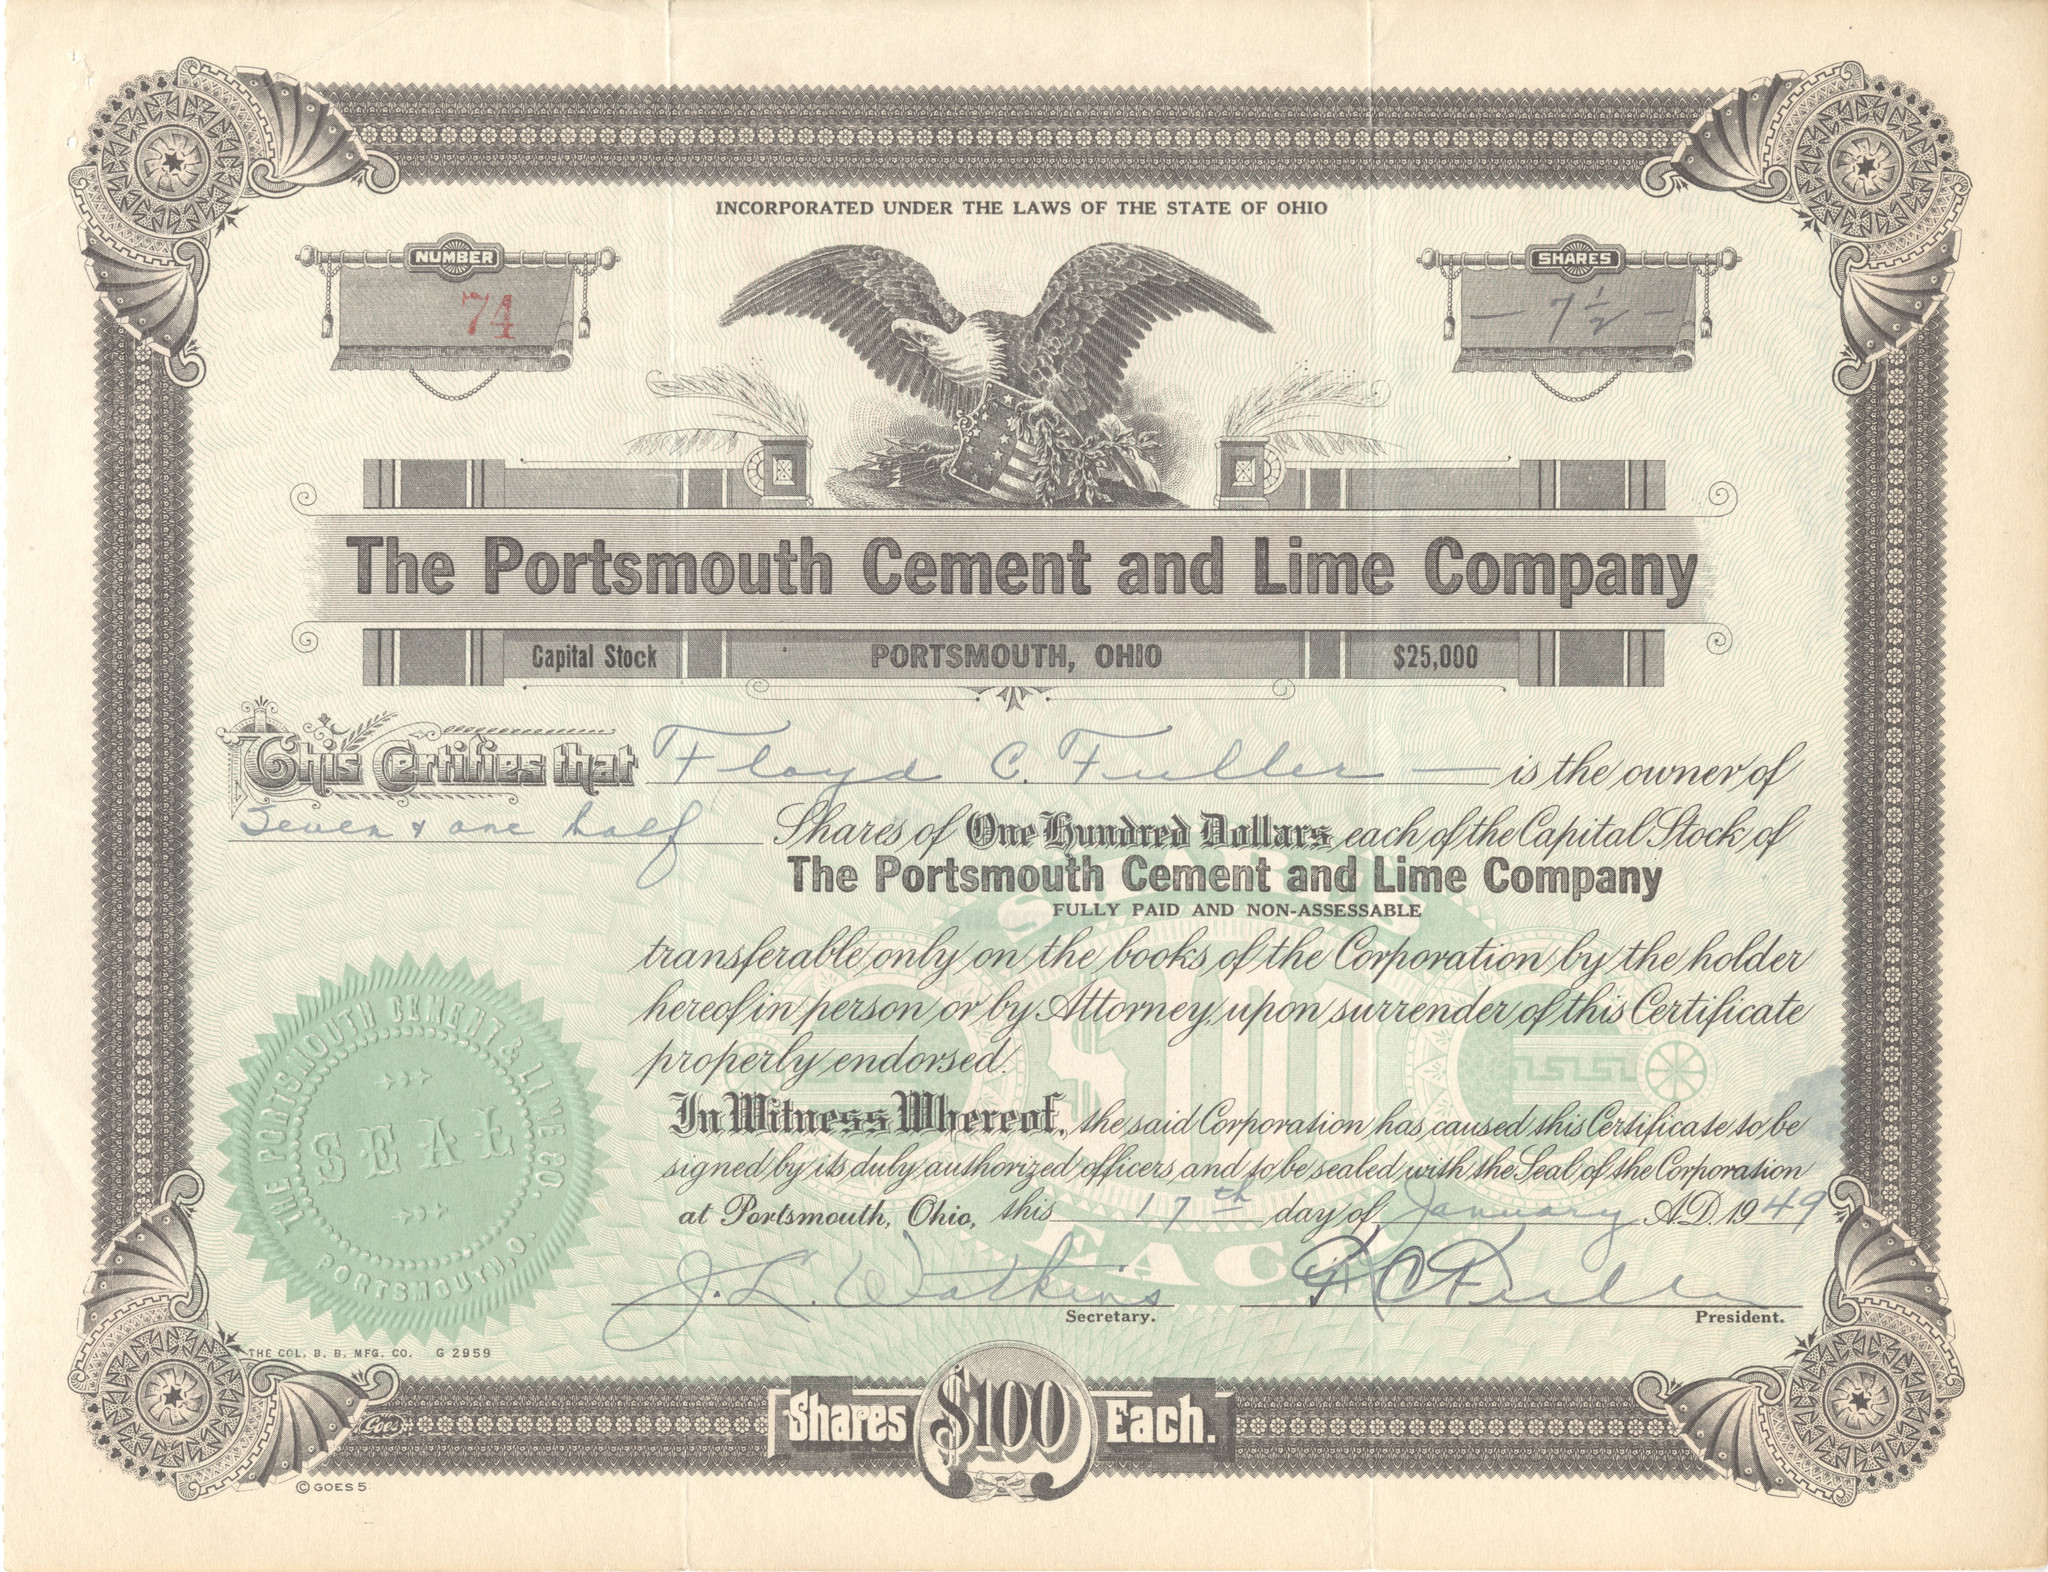 INCORPORATED UNDER THE LAWS OF THE STATE OF OHIO
NUMBER
74
SHARES
— 7 1/2 —
The Portsmouth Cement and Lime Company
Capital Stock PORTSMOUTH, OHIO $25,000
This Certifies that Floyd C. Fuller — is the owner of
Seven & one half Shares of One Hundred Dollars each of the Capital Stock of
The Portsmouth Cement and Lime Company
FULLY PAID AND NON-ASSESSABLE
transferable only on the books of the Corporation by the holder
hereof in person or by Attorney, upon surrender of this Certificate
properly endorsed.
In Witness Whereof, the said Corporation has caused this Certificate to be
signed by its duly authorized officers and to be sealed with the Seal of the Corporation
at Portsmouth, Ohio, this 17th day of January A.D. 1949
SHARES
$100
EACH
THE PORTSMOUTH CEMENT & LIME CO.
SEAL
PORTSMOUTH, O.
J. L. Watkins
Secretary.
C Fuller
President.
THE COL. B. B. MFG. CO. G 2959
Shares $100 Each.
Goes
© GOES 5